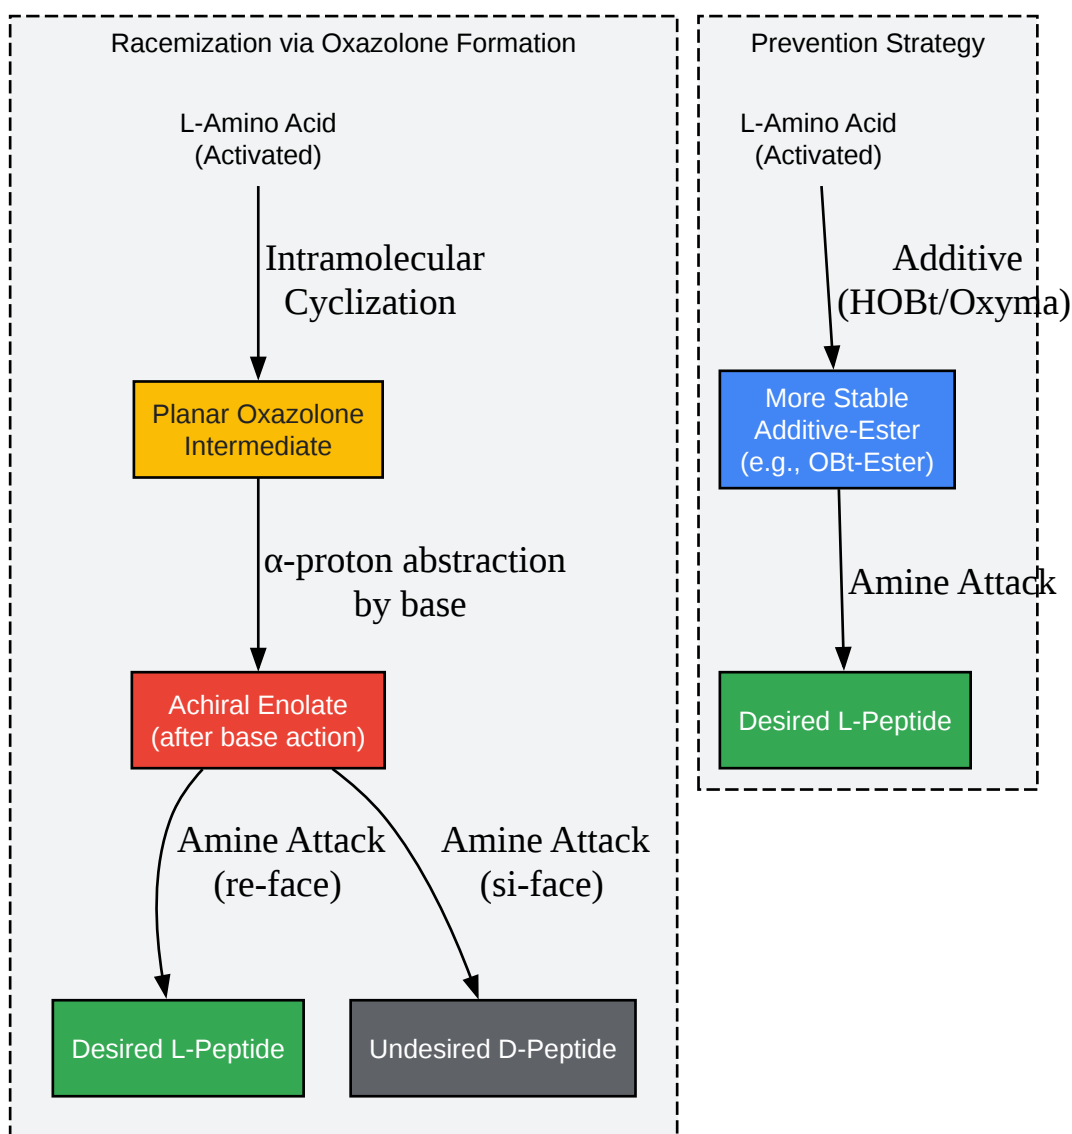 Racemization via Oxazolone Formation
L-Amino Acid
(Activated)
Intramolecular
Cyclization
Planar Oxazolone
Intermediate
α-proton abstraction
by base
Achiral Enolate
(after base action)
Amine Attack
(re-face)
Amine Attack
(si-face)
Desired L-Peptide
Undesired D-Peptide
Prevention Strategy
L-Amino Acid
(Activated)
Additive
(HOBt/Oxyma)
More Stable
Additive-Ester
(e.g., OBt-Ester)
Amine Attack
Desired L-Peptide